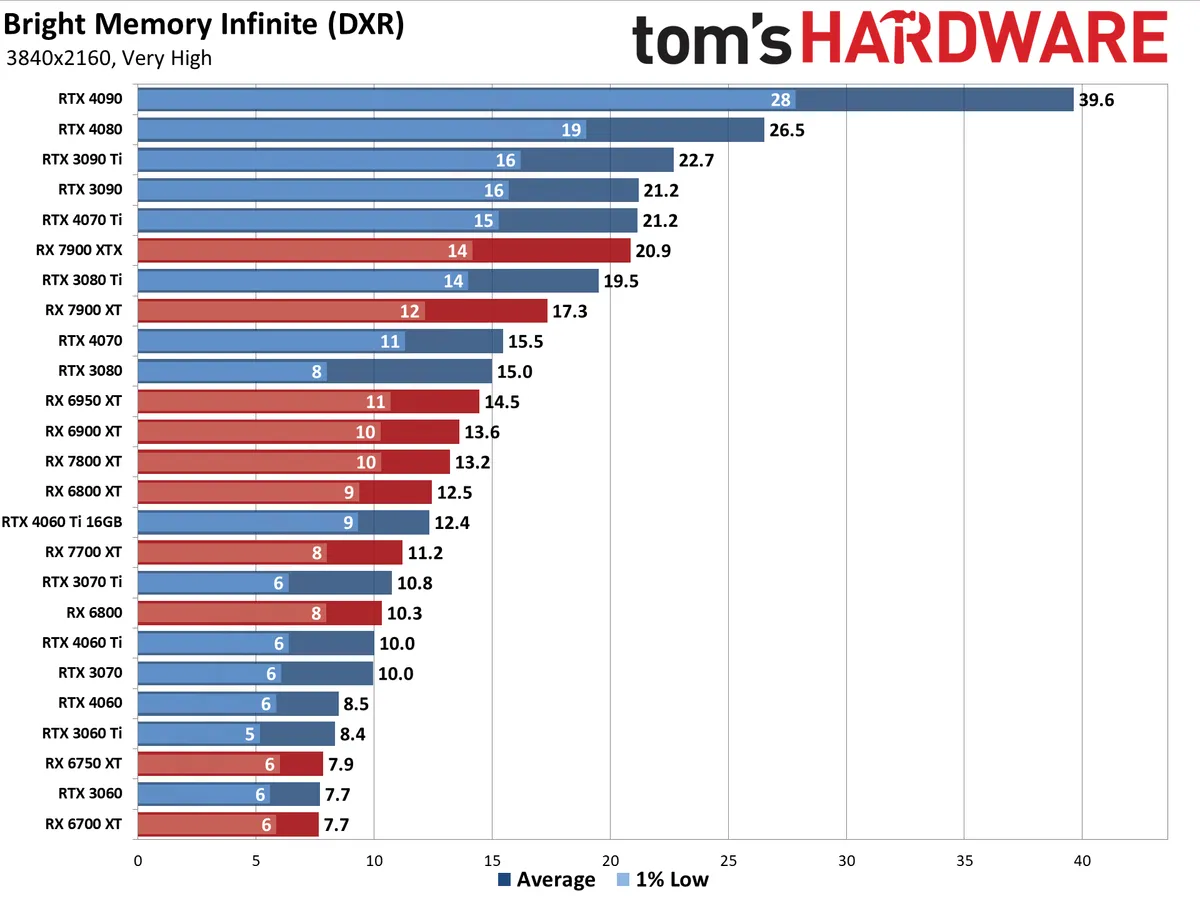 Bright Memory Infinite (DXR)
tom's HARDWARE
3840x2160, Very High
RTX 4090 28 39.6
RTX 4080 19 26.5
RTX 3090 Ti 16 22.7
RTX 3090 16 21.2
RTX 4070 Ti 15 21.2
RX 7900 XTX 14 20.9
RTX 3080 Ti 14 19.5
RX 7900 XT 12 17.3
RTX 4070 11 15.5
RTX 3080 8 15.0
RX 6950 XT 11 14.5
RX 6900 XT 10 13.6
RX 7800 XT 10 13.2
RX 6800 XT 9 12.5
RTX 4060 Ti 16GB 9 12.4
RX 7700 XT 8 11.2
RTX 3070 Ti 6 10.8
RX 6800 8 10.3
RTX 4060 Ti 6 10.0
RTX 3070 6 10.0
RTX 4060 6 8.5
RTX 3060 Ti 5 8.4
RX 6750 XT 6 7.9
RTX 3060 6 7.7
RX 6700 XT 6 7.7
0 5 10 15 20 25 30 35 40
Average 1% Low